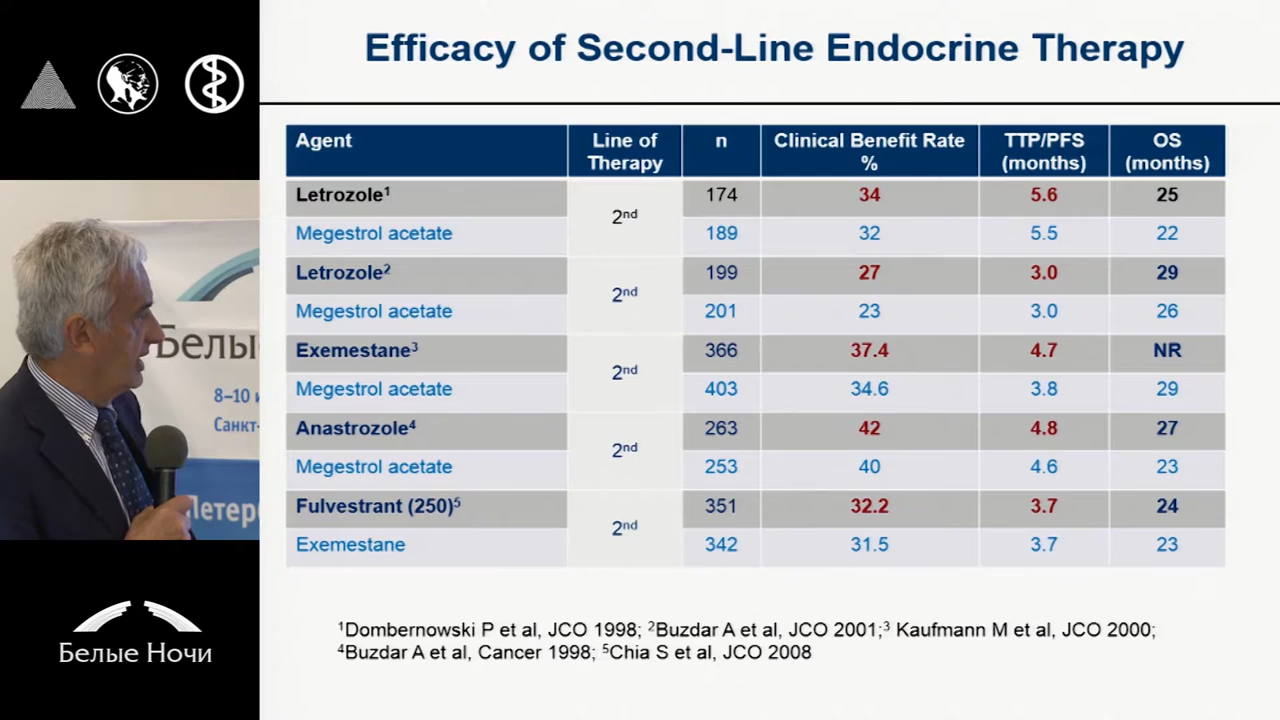 Efficacy of Second-Line Endocrine Therapy
Agent Line of Therapy n Clinical Benefit Rate % TTP/PFS (months) OS (months)
Letrozole¹ 2nd 174 34 5.6 25
Megestrol acetate 189 32 5.5 22
Letrozole² 2nd 199 27 3.0 29
Megestrol acetate 201 23 3.0 26
Exemestane³ 2nd 366 37.4 4.7 NR
Megestrol acetate 403 34.6 3.8 29
Anastrozole⁴ 2nd 263 42 4.8 27
Megestrol acetate 253 40 4.6 23
Fulvestrant (250)⁵ 2nd 351 32.2 3.7 24
Exemestane 342 31.5 3.7 23
¹Dombernowski P et al, JCO 1998; ²Buzdar A et al, JCO 2001;³ Kaufmann M et al, JCO 2000;
⁴Buzdar A et al, Cancer 1998; ⁵Chia S et al, JCO 2008
Белы
8–10
Санкт-
Петерб
Белые Ночи